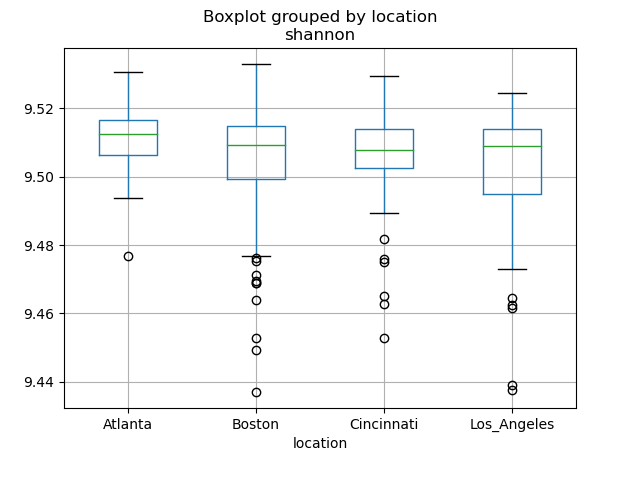 Boxplot grouped by location
shannon
9.52
9.50
9.48
9.46
9.44
Atlanta Boston Cincinnati Los_Angeles
location